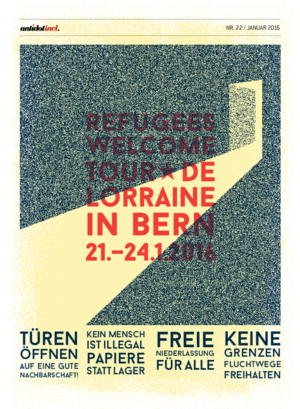 antidotincl.
NR. 22 / JANUAR 2016
REFUGEES
WELCOME
TOUR * DE
LORRAINE
IN BERN
21.–24.1.2016
TÜREN
ÖFFNEN
AUF EINE GUTE
NACHBARSCHAFT!
KEIN MENSCH
IST ILLEGAL
PAPIERE
STATT LAGER
FREIE
NIEDERLASSUNG
FÜR ALLE
KEINE
GRENZEN
FLUCHTWEGE
FREIHALTEN